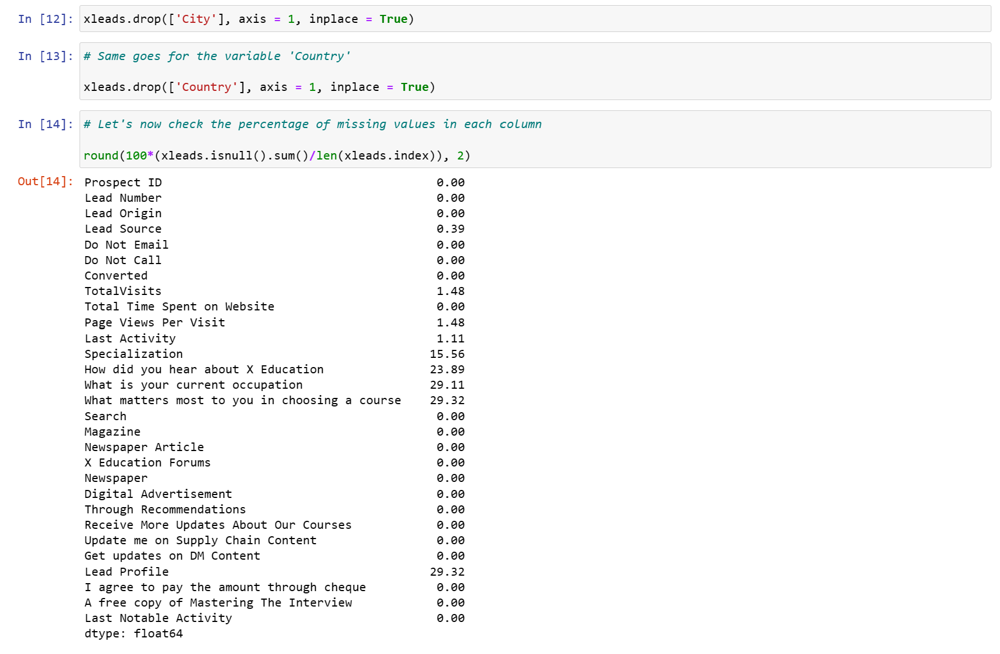 In [12]: xleads.drop(['City'], axis = 1, inplace = True)
In [13]: # Same goes for the variable 'Country'
xleads.drop(['Country'], axis = 1, inplace = True)
In [14]: # Let's now check the percentage of missing values in each column
round(100*(xleads.isnull().sum()/len(xleads.index)), 2)
Out[14]: Prospect ID 0.00
Lead Number 0.00
Lead Origin 0.00
Lead Source 0.39
Do Not Email 0.00
Do Not Call 0.00
Converted 0.00
TotalVisits 1.48
Total Time Spent on Website 0.00
Page Views Per Visit 1.48
Last Activity 1.11
Specialization 15.56
How did you hear about X Education 23.89
What is your current occupation 29.11
What matters most to you in choosing a course 29.32
Search 0.00
Magazine 0.00
Newspaper Article 0.00
X Education Forums 0.00
Newspaper 0.00
Digital Advertisement 0.00
Through Recommendations 0.00
Receive More Updates About Our Courses 0.00
Update me on Supply Chain Content 0.00
Get updates on DM Content 0.00
Lead Profile 29.32
I agree to pay the amount through cheque 0.00
A free copy of Mastering The Interview 0.00
Last Notable Activity 0.00
dtype: float64